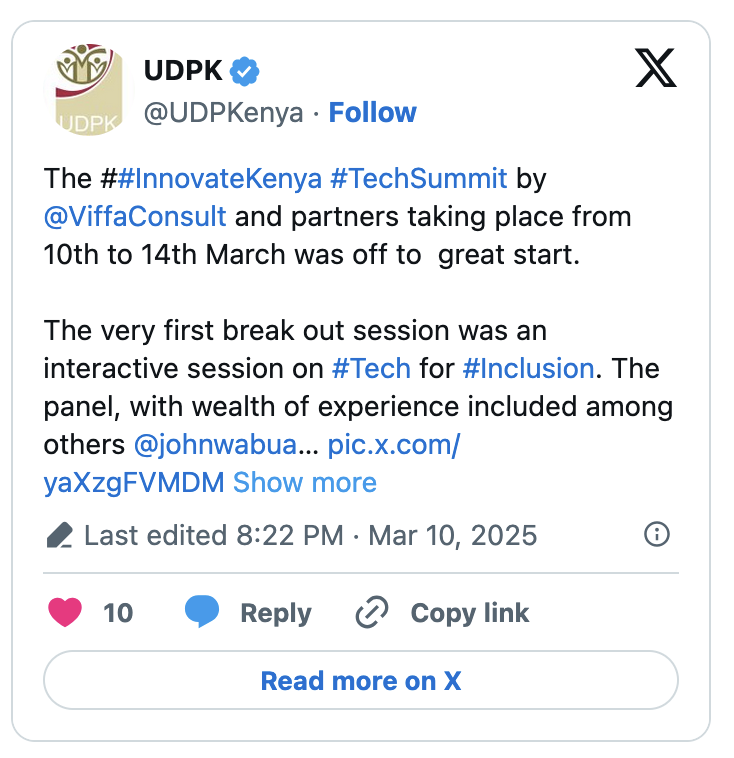 UDPK
UDPK
@UDPKenya · Follow
The ##InnovateKenya #TechSummit by
@ViffaConsult and partners taking place from
10th to 14th March was off to  great start.
The very first break out session was an
interactive session on #Tech for #Inclusion. The
panel, with wealth of experience included among
others @johnwabua… pic.x.com/
yaXzgFVMDM Show more
Last edited 8:22 PM · Mar 10, 2025
10 Reply Copy link
Read more on X